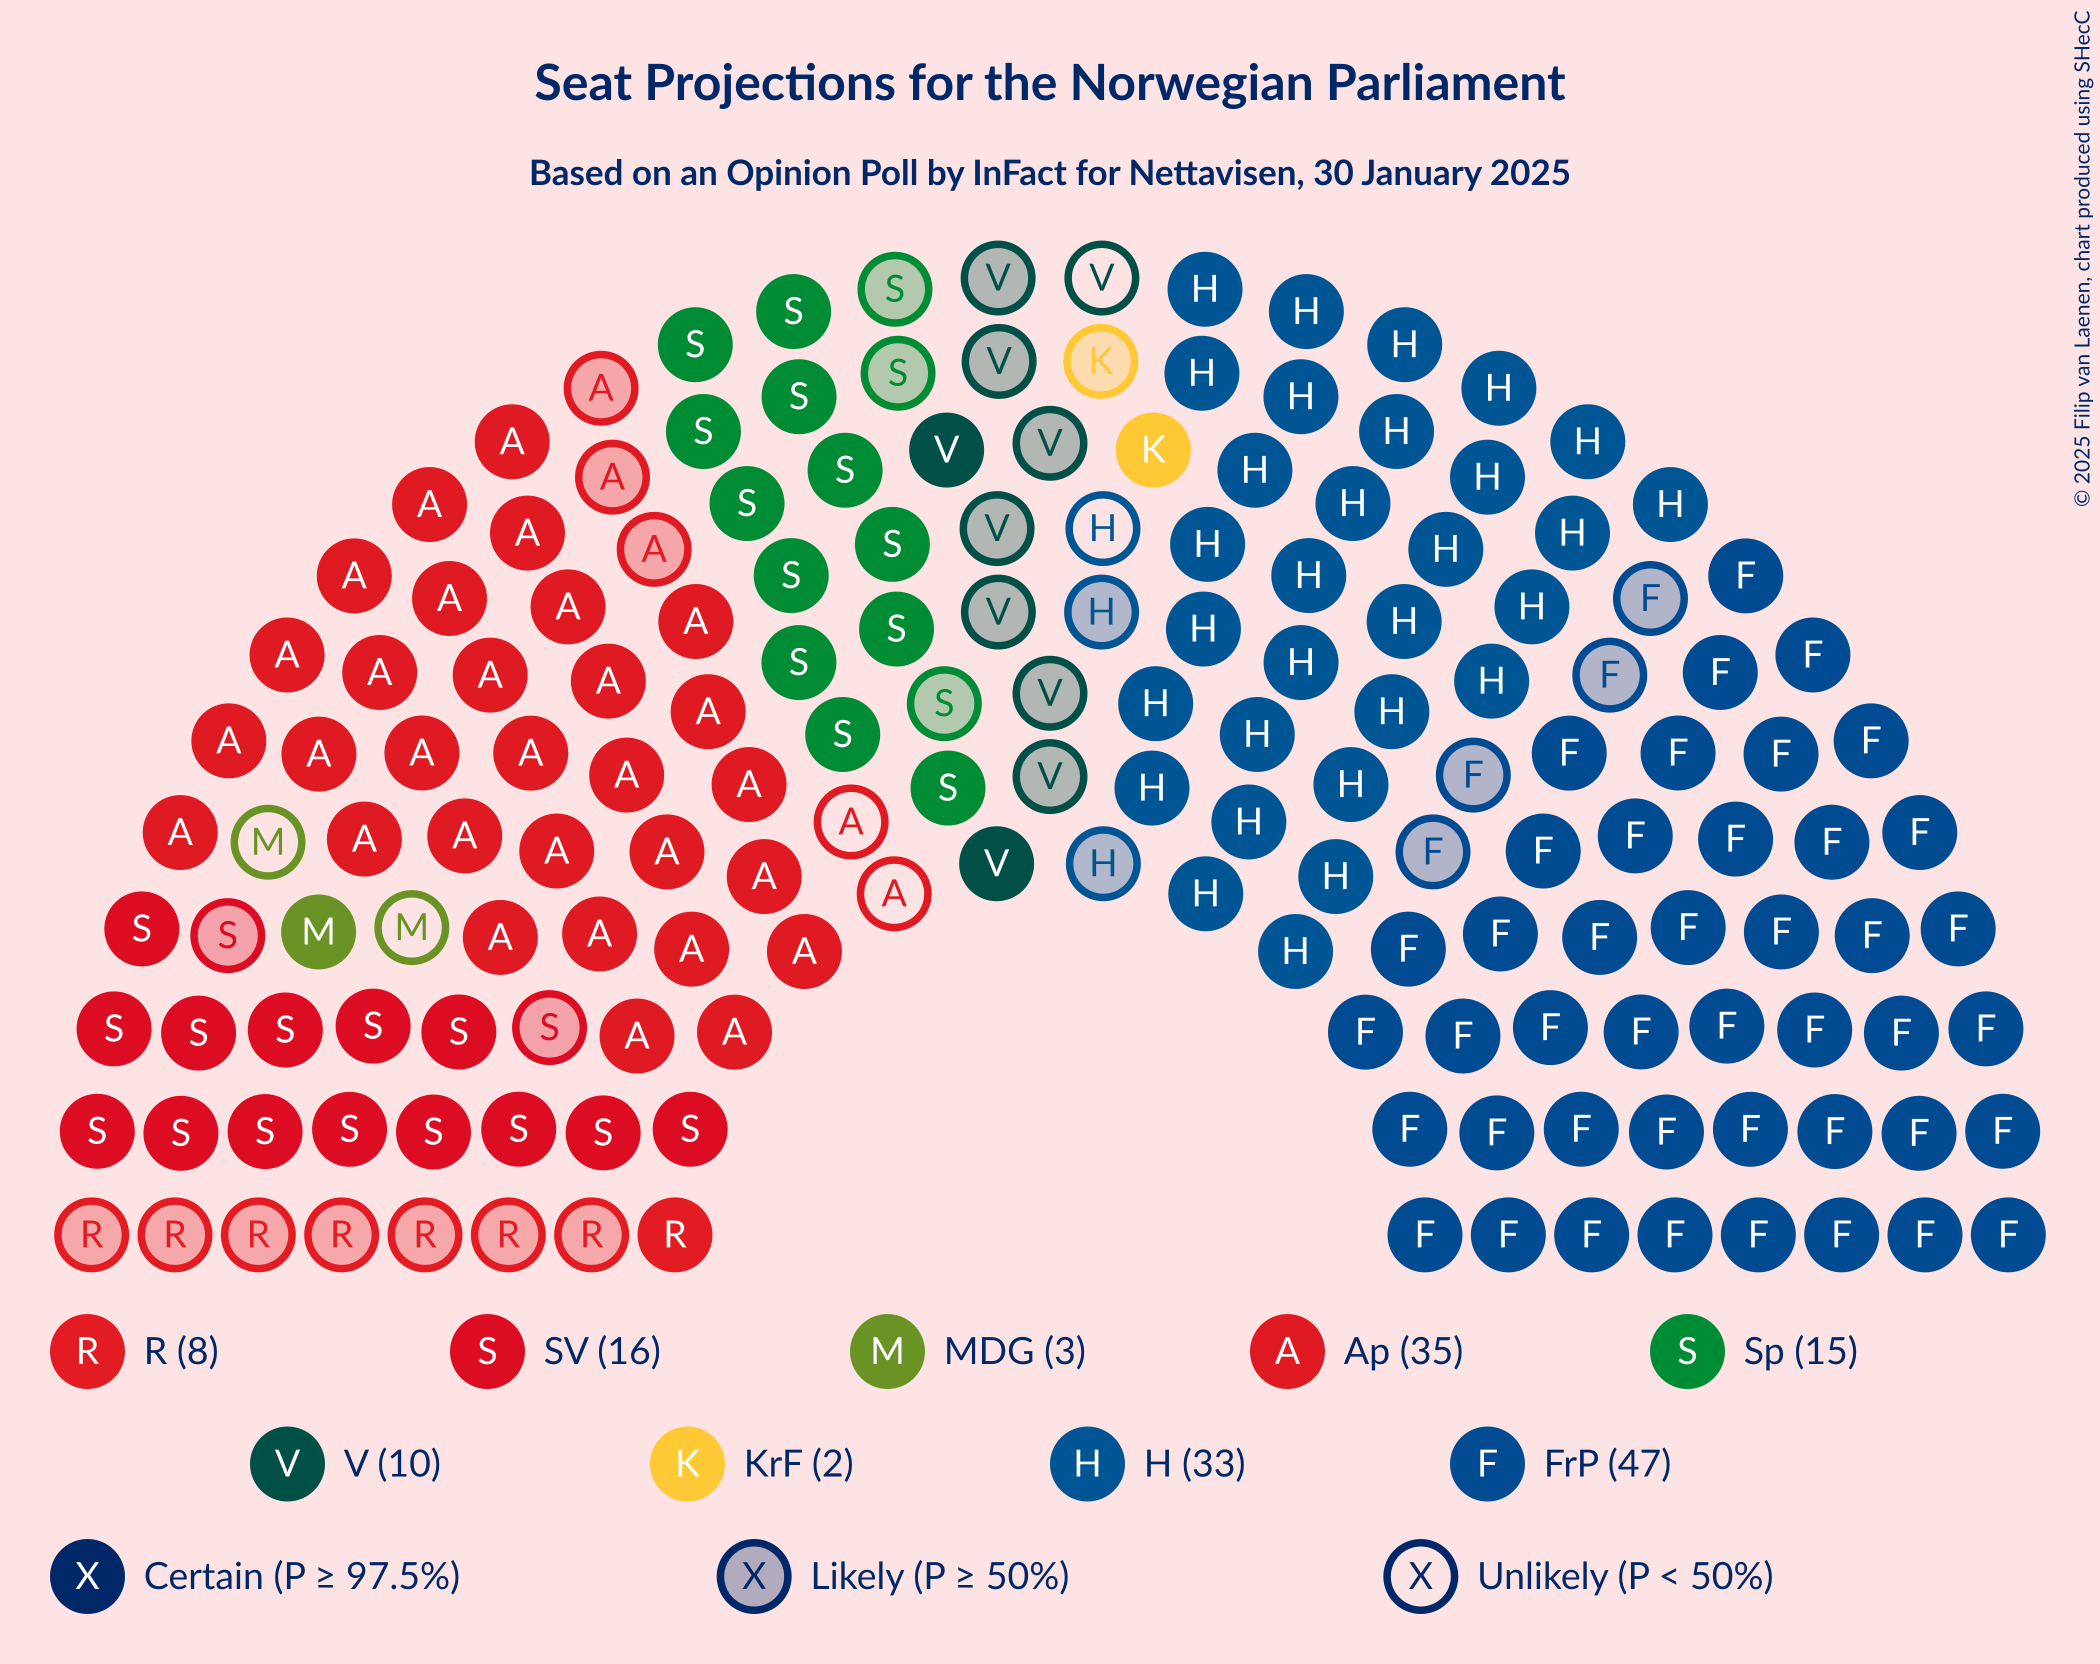 Seat Projections for the Norwegian Parliament
Based on an Opinion Poll by InFact for Nettavisen, 30 January 2025
© 2025 Filip van Laenen, chart produced using SHecC
S V V H
S S H H
A S V K H H
A S S H H
A S V V K H H H
A A S S H H H
A A S V H H H H
A A S S H H H F F
A A A S V H H H H F
A A A A S S V H H H H F F F
A A A A A S V H H H F F F F F
A M A A A A A A V H H H H F F F F F F
S S M M A A A A A H H F F F F F F F
S S S S S S A A F F F F F F F F
S S S S S S S S F F F F F F F F
R R R R R R R R F F F F F F F F
R R (8) S SV (16) M MDG (3) A Ap (35) S Sp (15)
V V (10) K KrF (2) H H (33) F FrP (47)
X Certain (P ≥ 97.5%) X Likely (P ≥ 50%) X Unlikely (P < 50%)